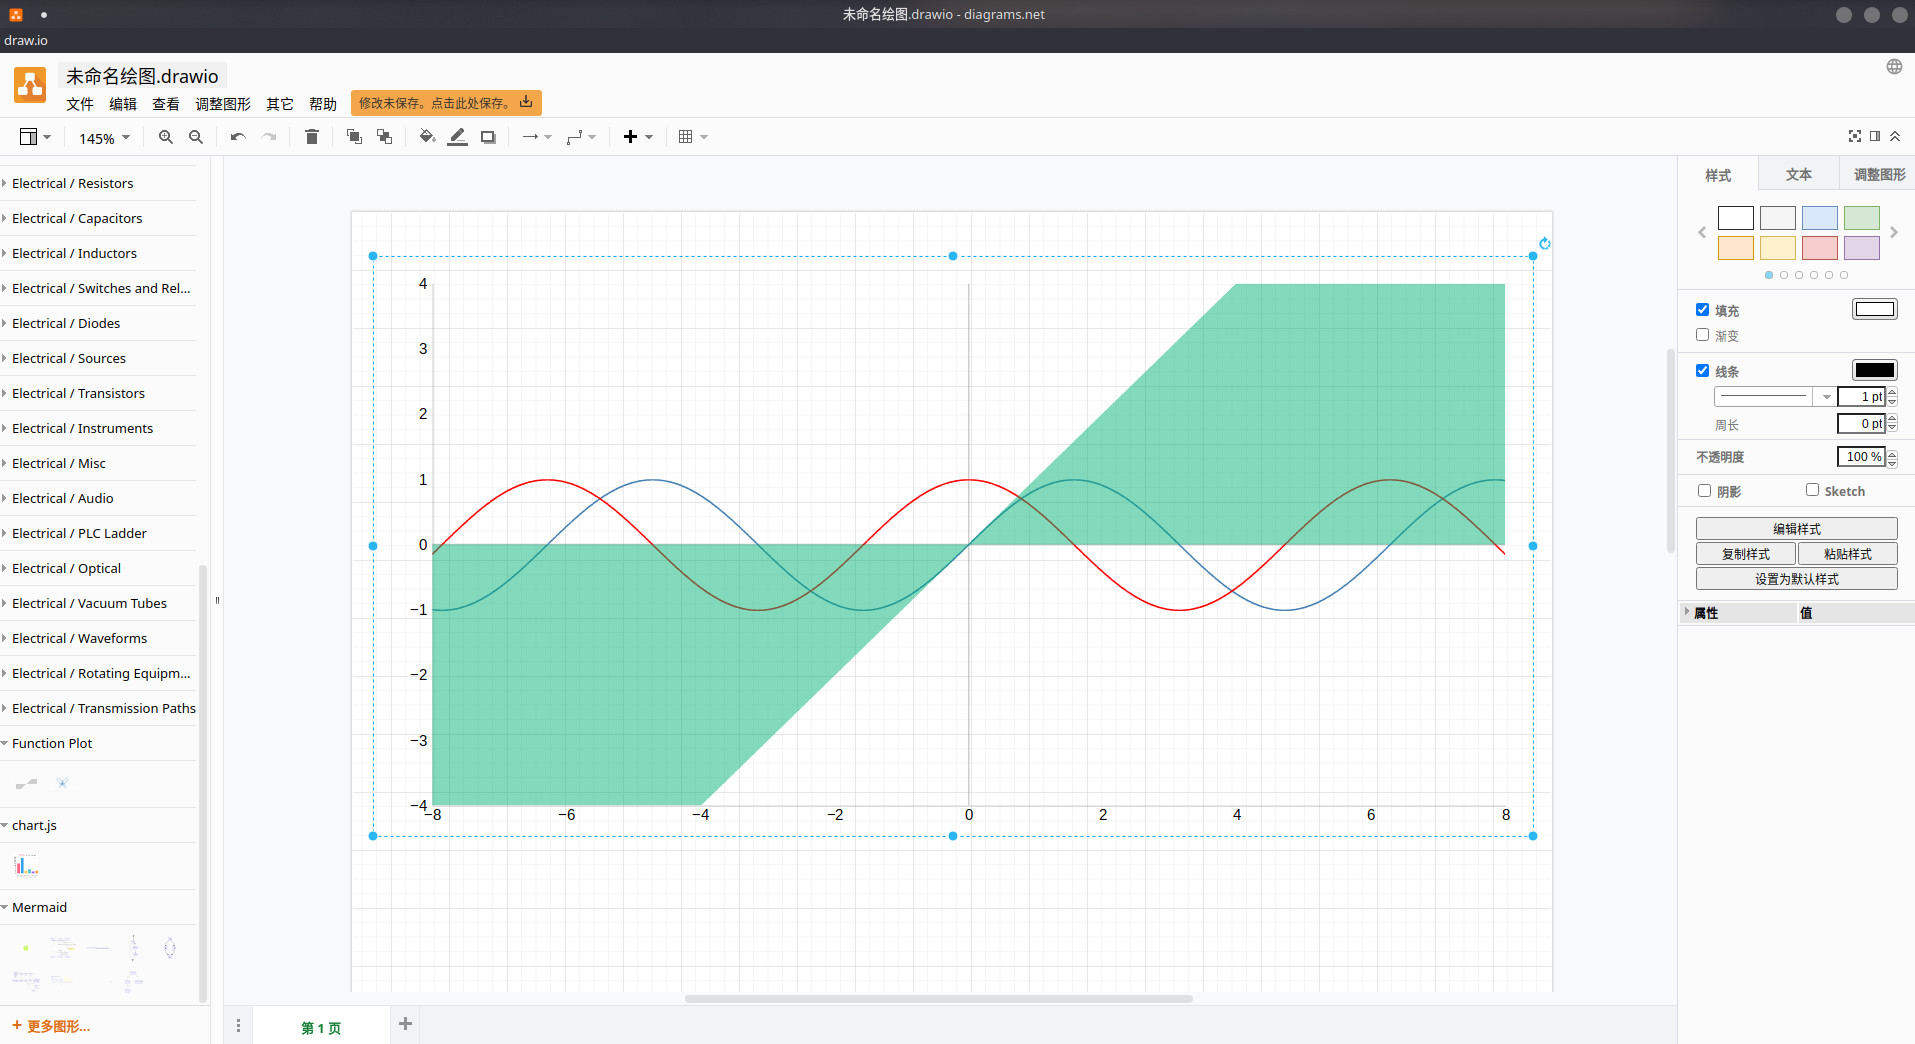 未命名绘图.drawio - diagrams.net
draw.io
未命名绘图.drawio
文件 编辑 查看 调整图形 其它 帮助 修改未保存。点击此处保存。
145%
Electrical / Resistors
Electrical / Capacitors
Electrical / Inductors
Electrical / Switches and Rel...
Electrical / Diodes
Electrical / Sources
Electrical / Transistors
Electrical / Instruments
Electrical / Misc
Electrical / Audio
Electrical / PLC Ladder
Electrical / Optical
Electrical / Vacuum Tubes
Electrical / Waveforms
Electrical / Rotating Equipm...
Electrical / Transmission Paths
Function Plot
chart.js
Mermaid
+ 更多图形...
4
3
2
1
0
−1
−2
−3
−4
−8 −6 −4 −2 0 2 4 6 8
第 1 页
样式 文本 调整图形
填充
渐变
线条
1 pt
周长 0 pt
不透明度 100 %
阴影 Sketch
编辑样式
复制样式 粘贴样式
设置为默认样式
属性 值